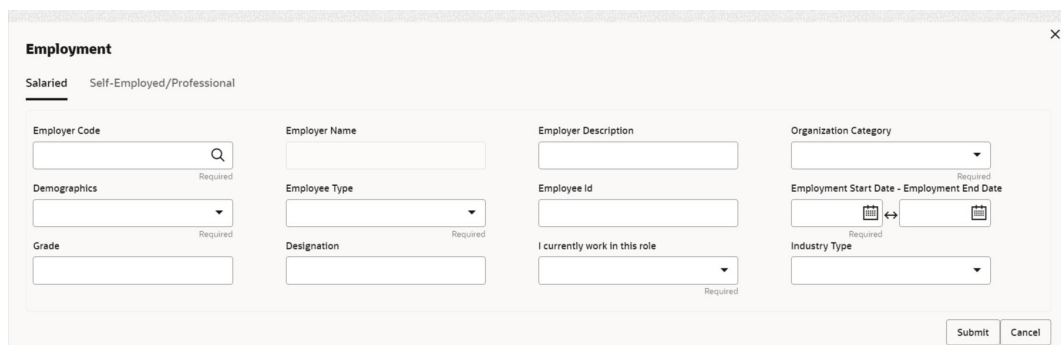 Employment
Salaried Self-Employed/Professional
Employer Code Employer Name Employer Description Organization Category
Required Required
Demographics Employee Type Employee Id Employment Start Date - Employment End Date
Required Required Required
Grade Designation I currently work in this role Industry Type
Required
Submit Cancel